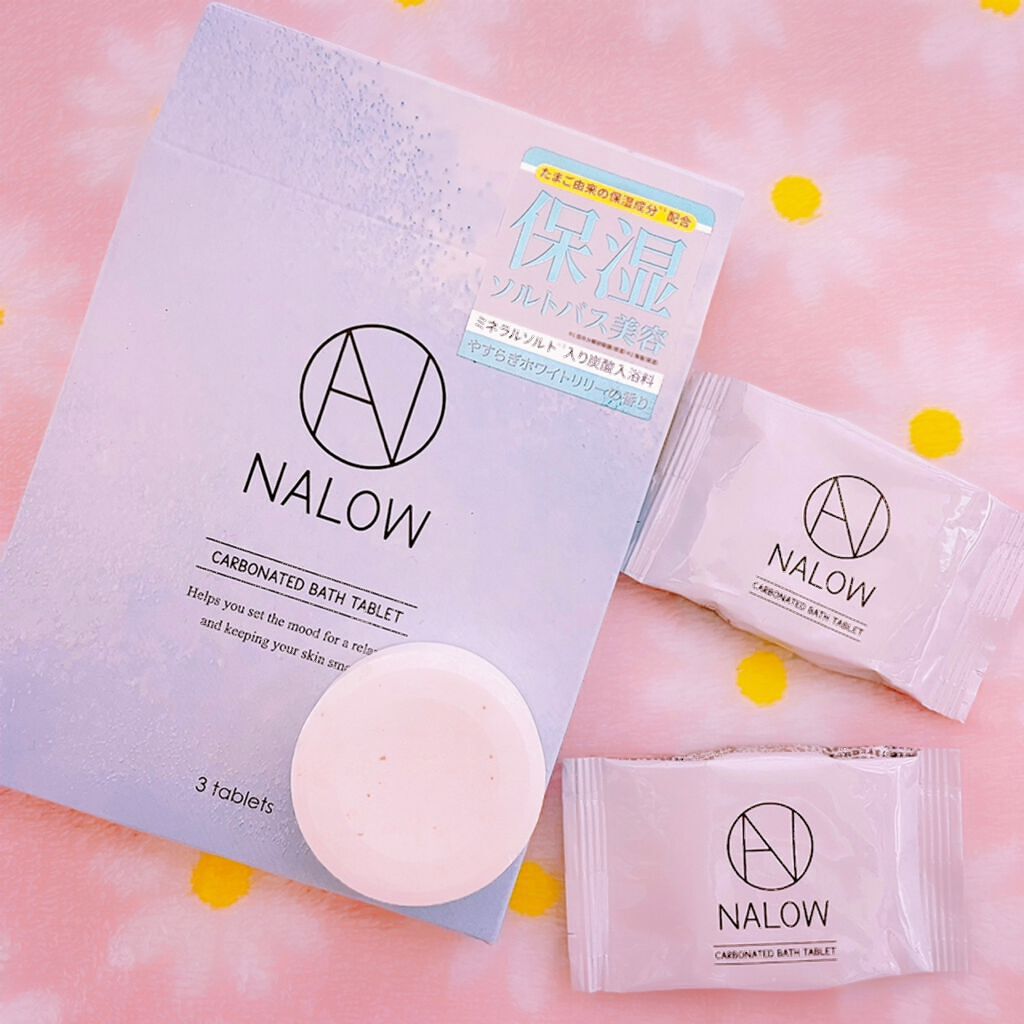 たまご由来の保湿成分 配合
保湿
ソルトバス美容
ミネラルソルト 入り炭酸入浴料
やすらぎホワイトリリーの香り
NALOW
CARBONATED BATH TABLET
Helps you set the mood for a
and keeping your skin
3 tablets
NALOW
CARBONATED BATH TABLET
NALOW
CARBONATED BATH TABLET